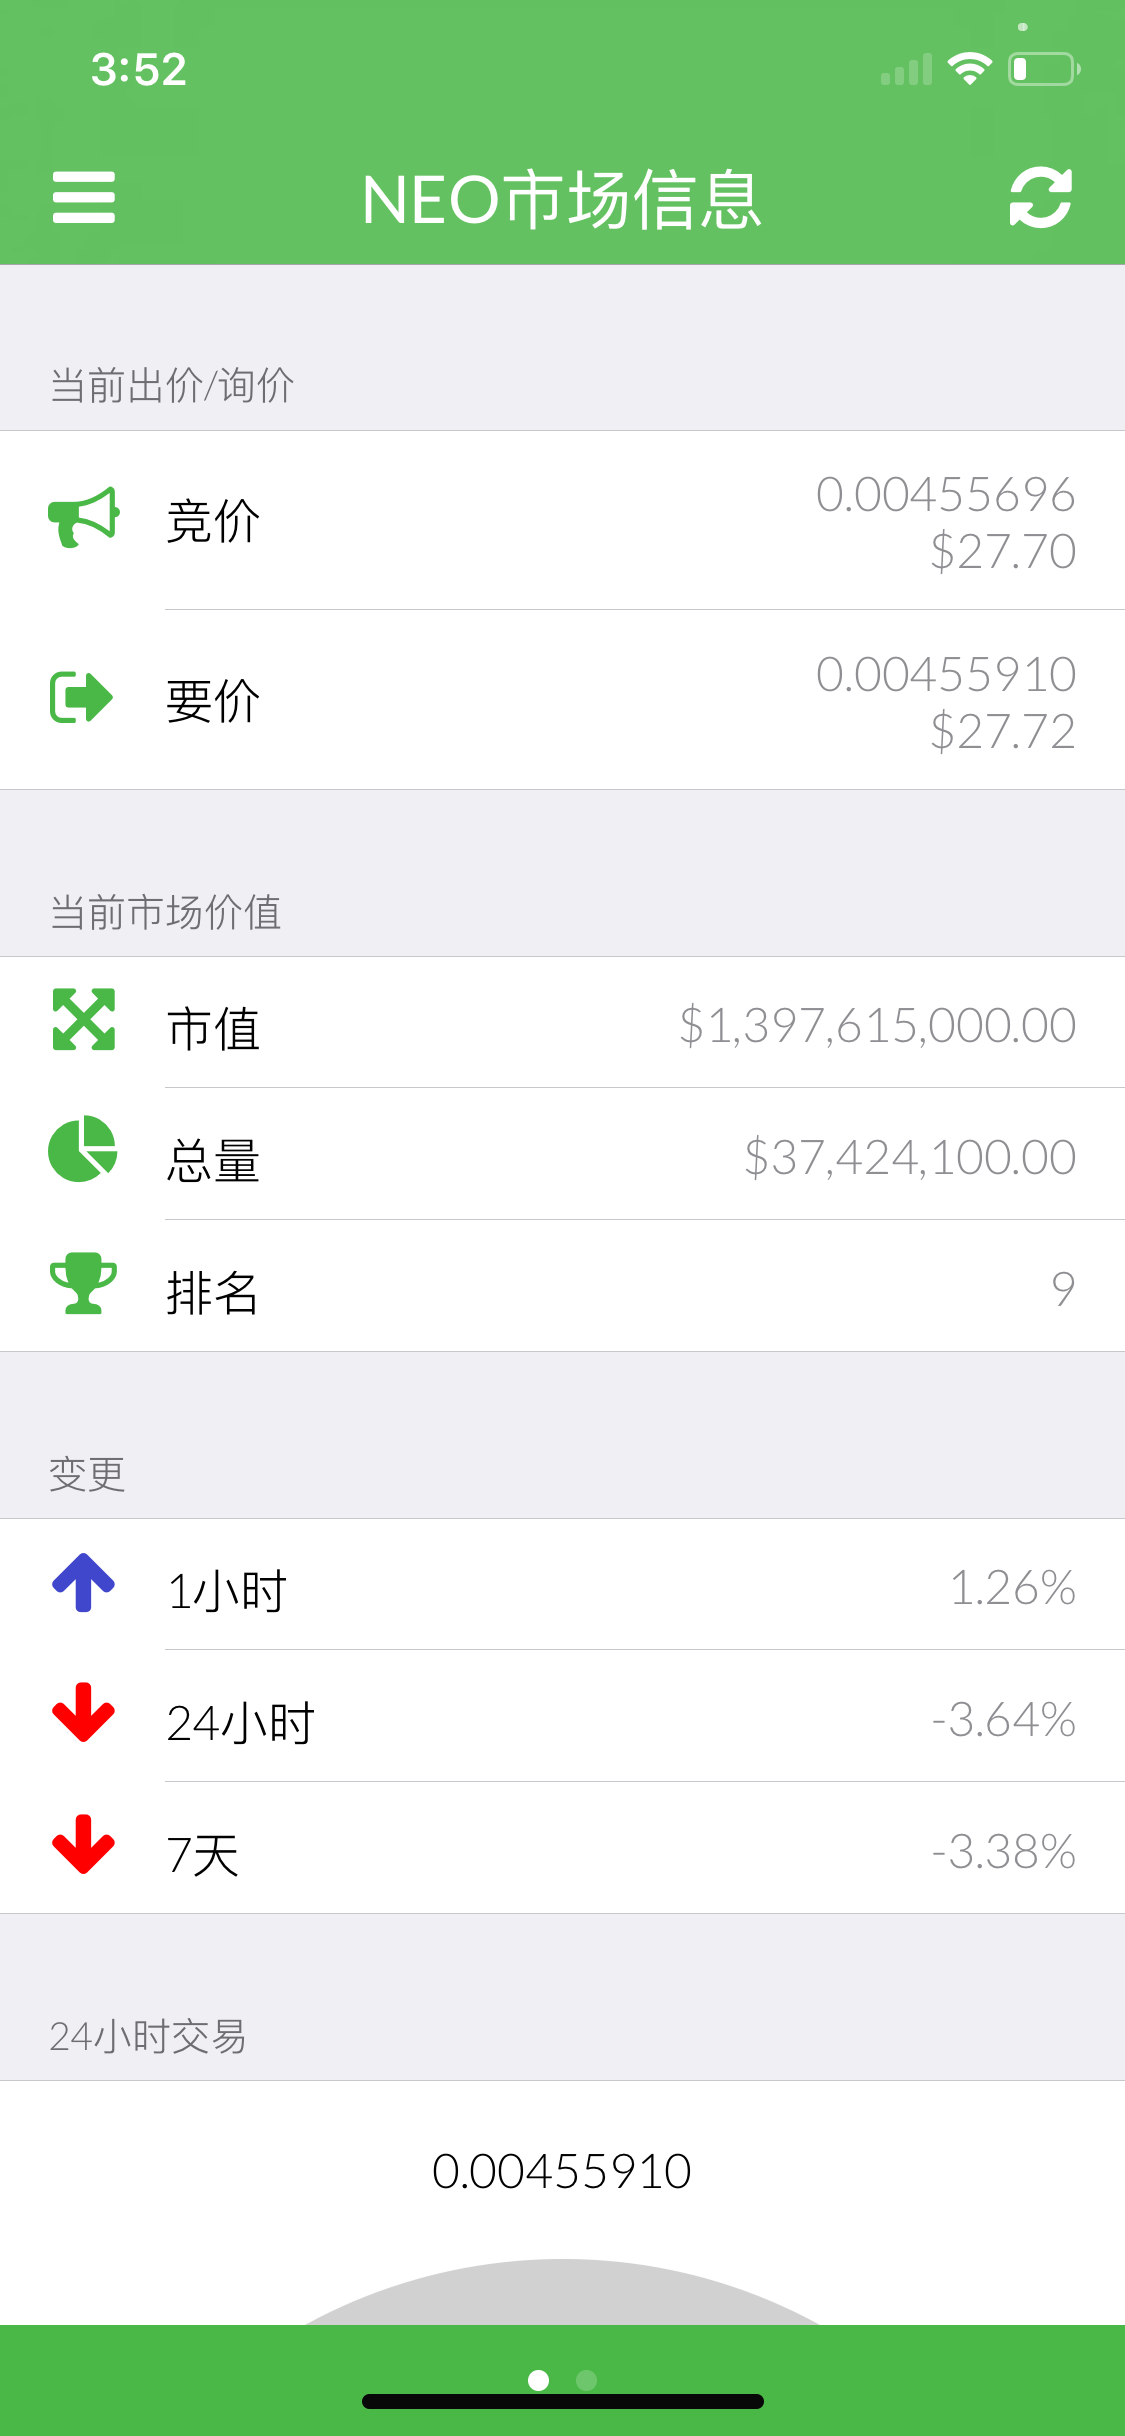 3:52
NEO市场信息
当前出价/询价
竞价
0.00455696
$27.70
要价
0.00455910
$27.72
当前市场价值
市值
$1,397,615,000.00
总量
$37,424,100.00
排名
9
变更
1小时
1.26%
24小时
-3.64%
7天
-3.38%
24小时交易
0.00455910